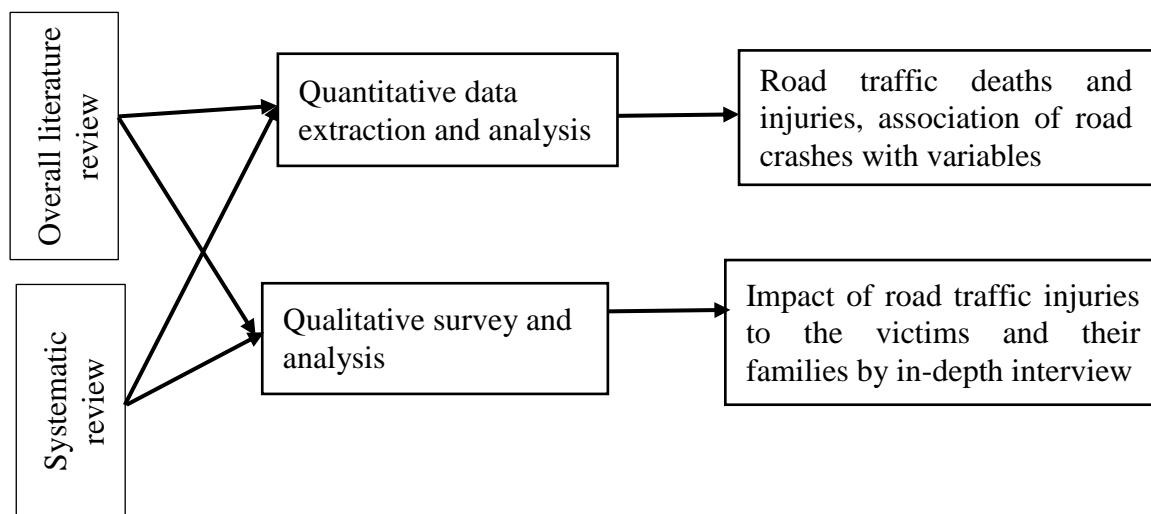 Overall literature
review
Systematic
review
Quantitative data
extraction and analysis
Qualitative survey and
analysis
Road traffic deaths and
injuries, association of road
crashes with variables
Impact of road traffic injuries
to the victims and their
families by in-depth interview